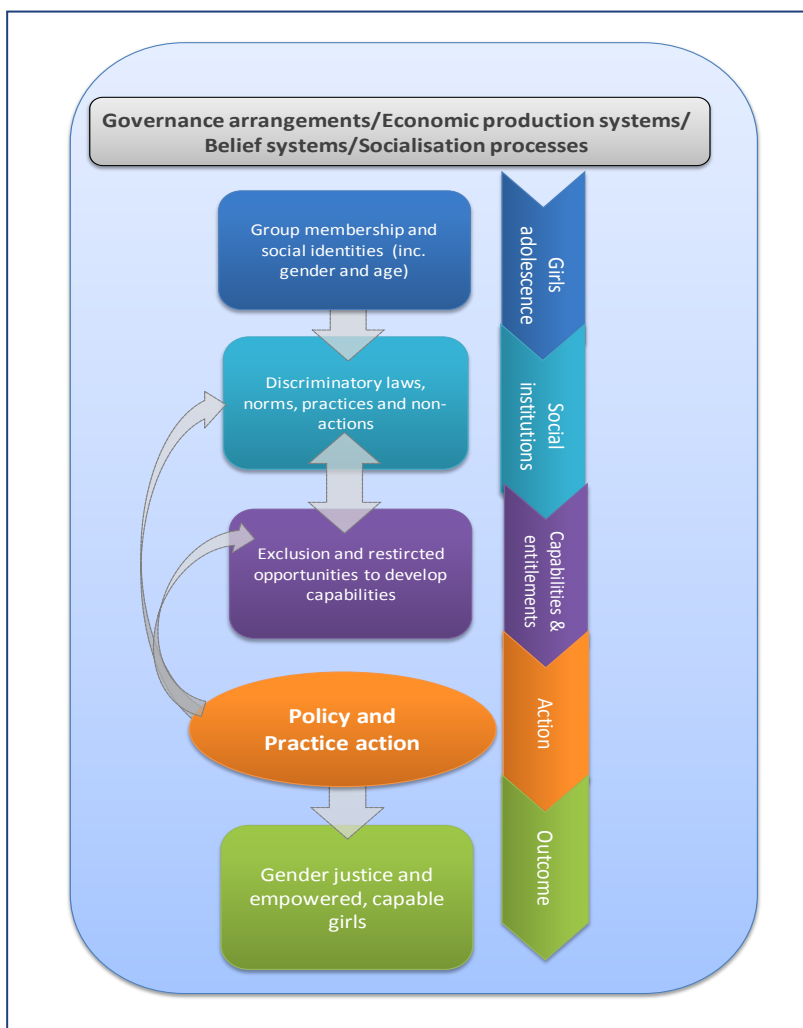 Governance arrangements/Economic production systems/
Belief systems/Socialisation processes
Group membership and
social identities (inc.
gender and age)
Girls
adolescence
Discriminatory laws,
norms, practices and non-
actions
Social
institutions
Exclusion and restircted
opportunities to develop
capabilities
Capabilities &
entitlements
Policy and
Practice action
Action
Gender justice and
empowered, capable
girls
Outcome